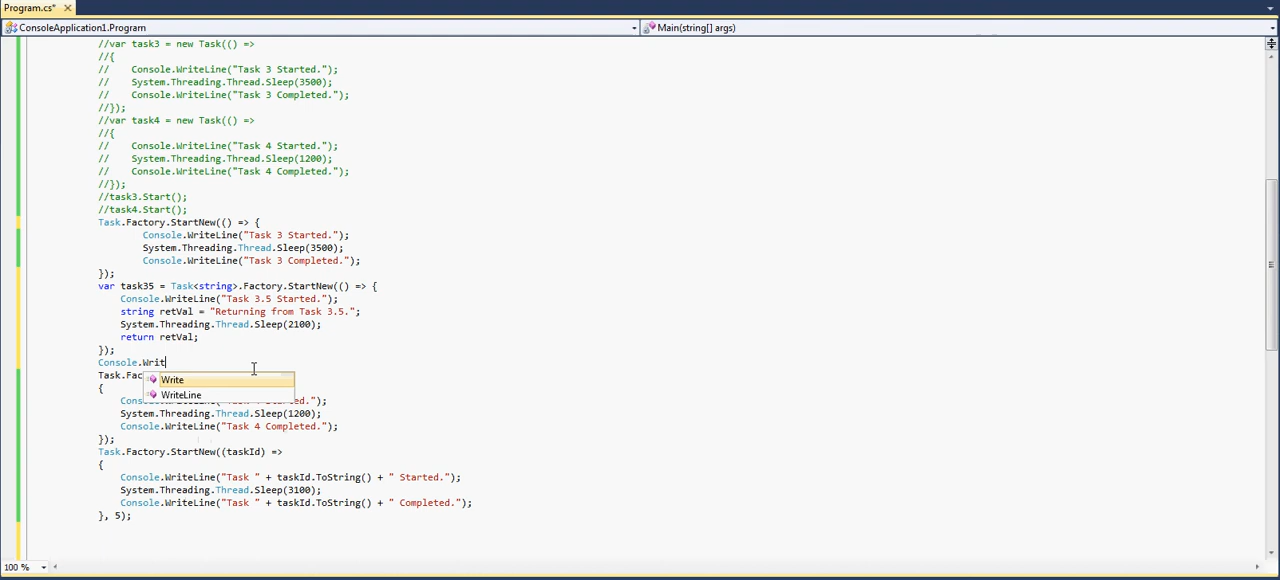 Program.cs*
ConsoleApplication1.Program
Main(string[] args)
//var task3 = new Task(() =>
//{
//    Console.WriteLine("Task 3 Started.");
//    System.Threading.Thread.Sleep(3500);
//    Console.WriteLine("Task 3 Completed.");
//});
//var task4 = new Task(() =>
//{
//    Console.WriteLine("Task 4 Started.");
//    System.Threading.Thread.Sleep(1200);
//    Console.WriteLine("Task 4 Completed.");
//});
//task3.Start();
//task4.Start();
Task.Factory.StartNew(() => {
Console.WriteLine("Task 3 Started.");
System.Threading.Thread.Sleep(3500);
Console.WriteLine("Task 3 Completed.");
});
var task35 = Task<string>.Factory.StartNew(() => {
Console.WriteLine("Task 3.5 Started.");
string retVal = "Returning from Task 3.5.";
System.Threading.Thread.Sleep(2100);
return retVal;
});
Console.Writ
Task.Fac
Write
WriteLine
{
Started.");
System.Threading.Thread.Sleep(1200);
Console.WriteLine("Task 4 Completed.");
});
Task.Factory.StartNew((taskId) =>
{
Console.WriteLine("Task " + taskId.ToString() + " Started.");
System.Threading.Thread.Sleep(3100);
Console.WriteLine("Task " + taskId.ToString() + " Completed.");
}, 5);
100 %